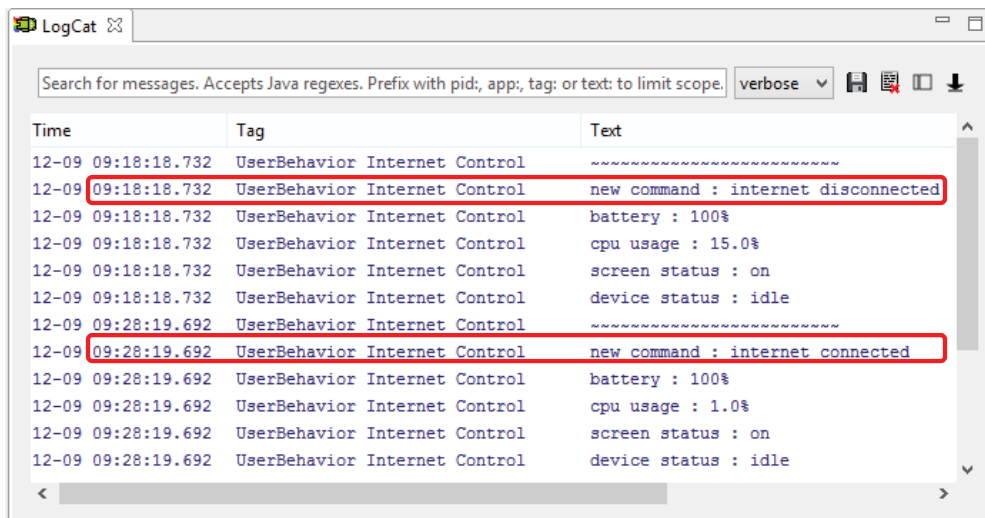 LogCat
Search for messages. Accepts Java regexes. Prefix with pid:, app:, tag: or text: to limit scope. verbose
Time Tag Text
12-09 09:18:18.732 UserBehavior Internet Control ~~~~~~~~~~~~~~~~~~~~~~~~~
12-09 09:18:18.732 UserBehavior Internet Control new command : internet disconnected
12-09 09:18:18.732 UserBehavior Internet Control battery : 100%
12-09 09:18:18.732 UserBehavior Internet Control cpu usage : 15.0%
12-09 09:18:18.732 UserBehavior Internet Control screen status : on
12-09 09:18:18.732 UserBehavior Internet Control device status : idle
12-09 09:28:19.692 UserBehavior Internet Control ~~~~~~~~~~~~~~~~~~~~~~~~~
12-09 09:28:19.692 UserBehavior Internet Control new command : internet connected
12-09 09:28:19.692 UserBehavior Internet Control battery : 100%
12-09 09:28:19.692 UserBehavior Internet Control cpu usage : 1.0%
12-09 09:28:19.692 UserBehavior Internet Control screen status : on
12-09 09:28:19.692 UserBehavior Internet Control device status : idle